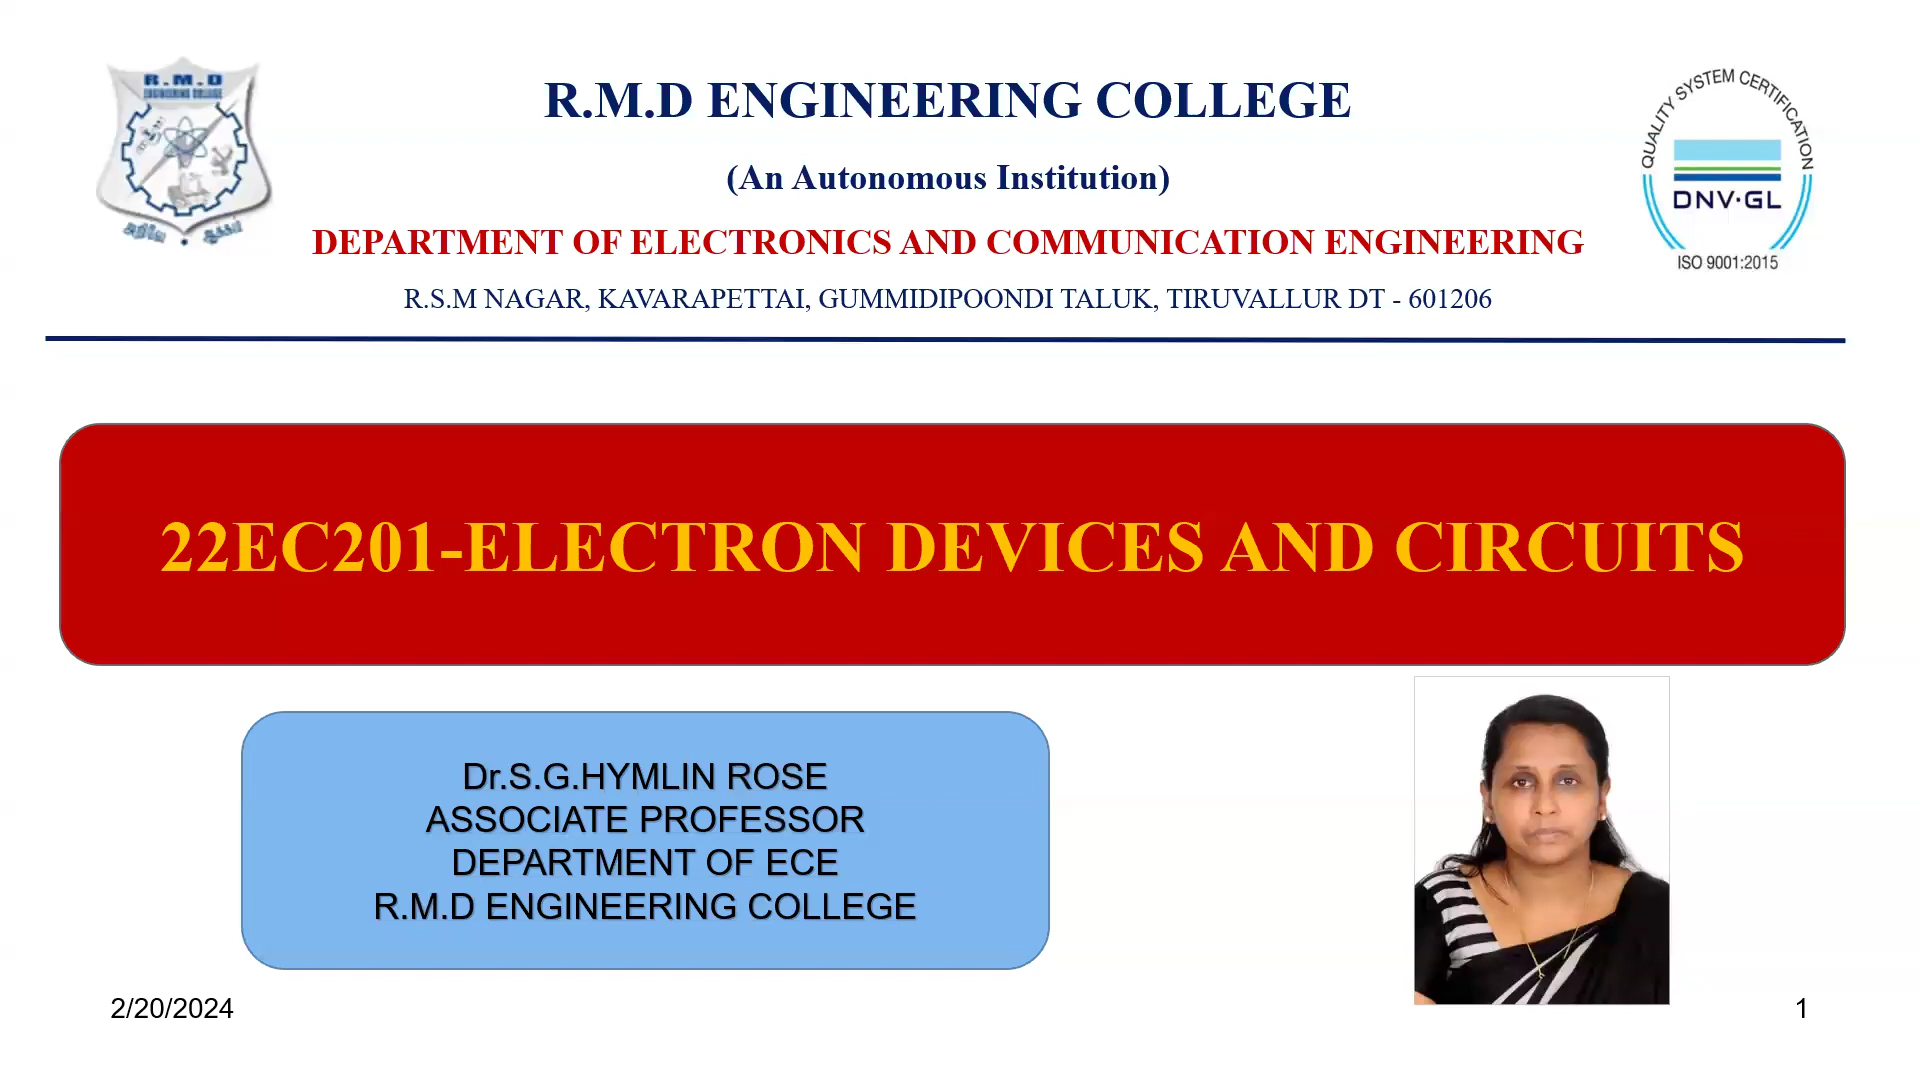 R.M.D
ENGINEERING COLLEGE
R.M.D ENGINEERING COLLEGE
(An Autonomous Institution)
DEPARTMENT OF ELECTRONICS AND COMMUNICATION ENGINEERING
R.S.M NAGAR, KAVARAPETTAI, GUMMIDIPOONDI TALUK, TIRUVALLUR DT - 601206
QUALITY SYSTEM CERTIFICATION
DNV·GL
ISO 9001:2015
22EC201-ELECTRON DEVICES AND CIRCUITS
Dr.S.G.HYMLIN ROSE
ASSOCIATE PROFESSOR
DEPARTMENT OF ECE
R.M.D ENGINEERING COLLEGE
2/20/2024
1